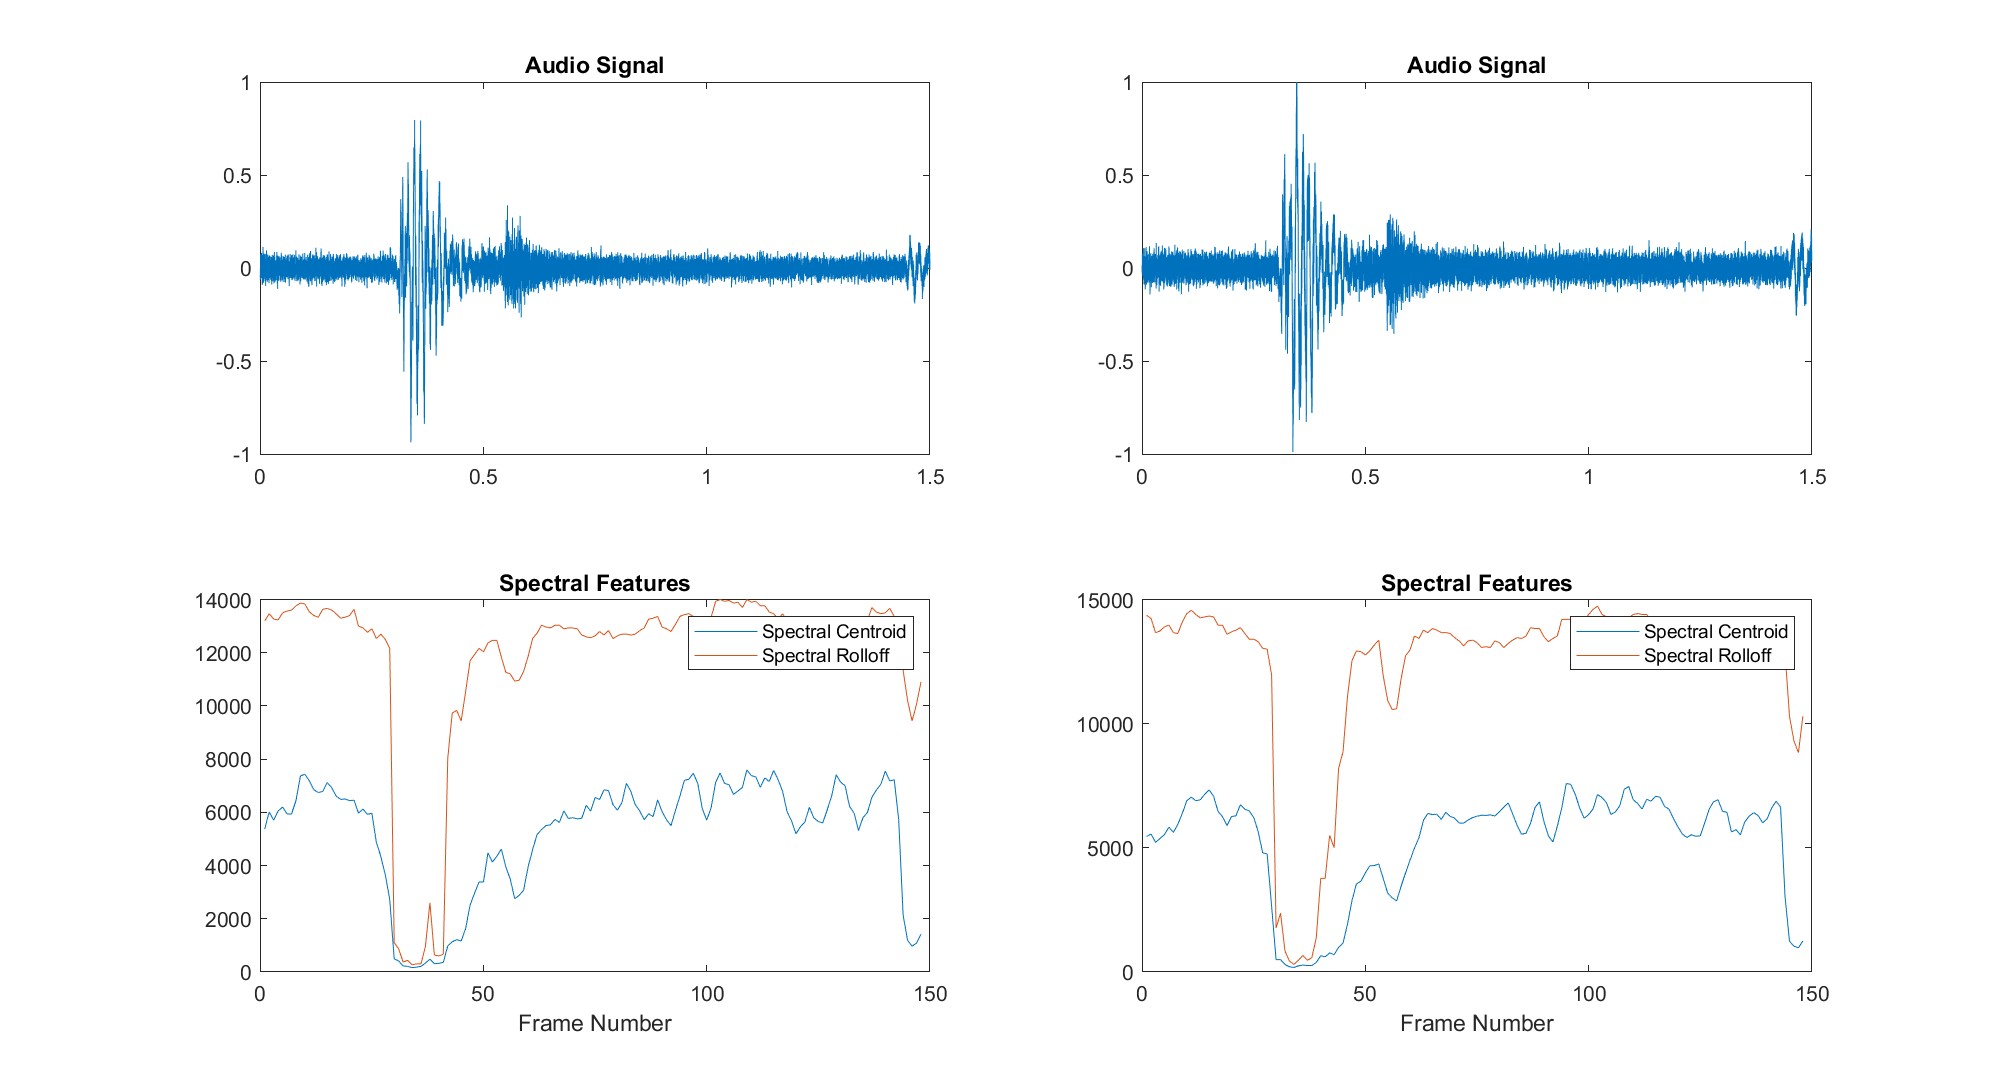 Audio Signal
1
0.5
0
-0.5
-1
0 0.5 1 1.5
Audio Signal
1
0.5
0
-0.5
-1
0 0.5 1 1.5
Spectral Features
14000
12000
10000
8000
6000
4000
2000
0
Spectral Centroid
Spectral Rolloff
0 50 100 150
Frame Number
Spectral Features
15000
10000
5000
0
Spectral Centroid
Spectral Rolloff
0 50 100 150
Frame Number